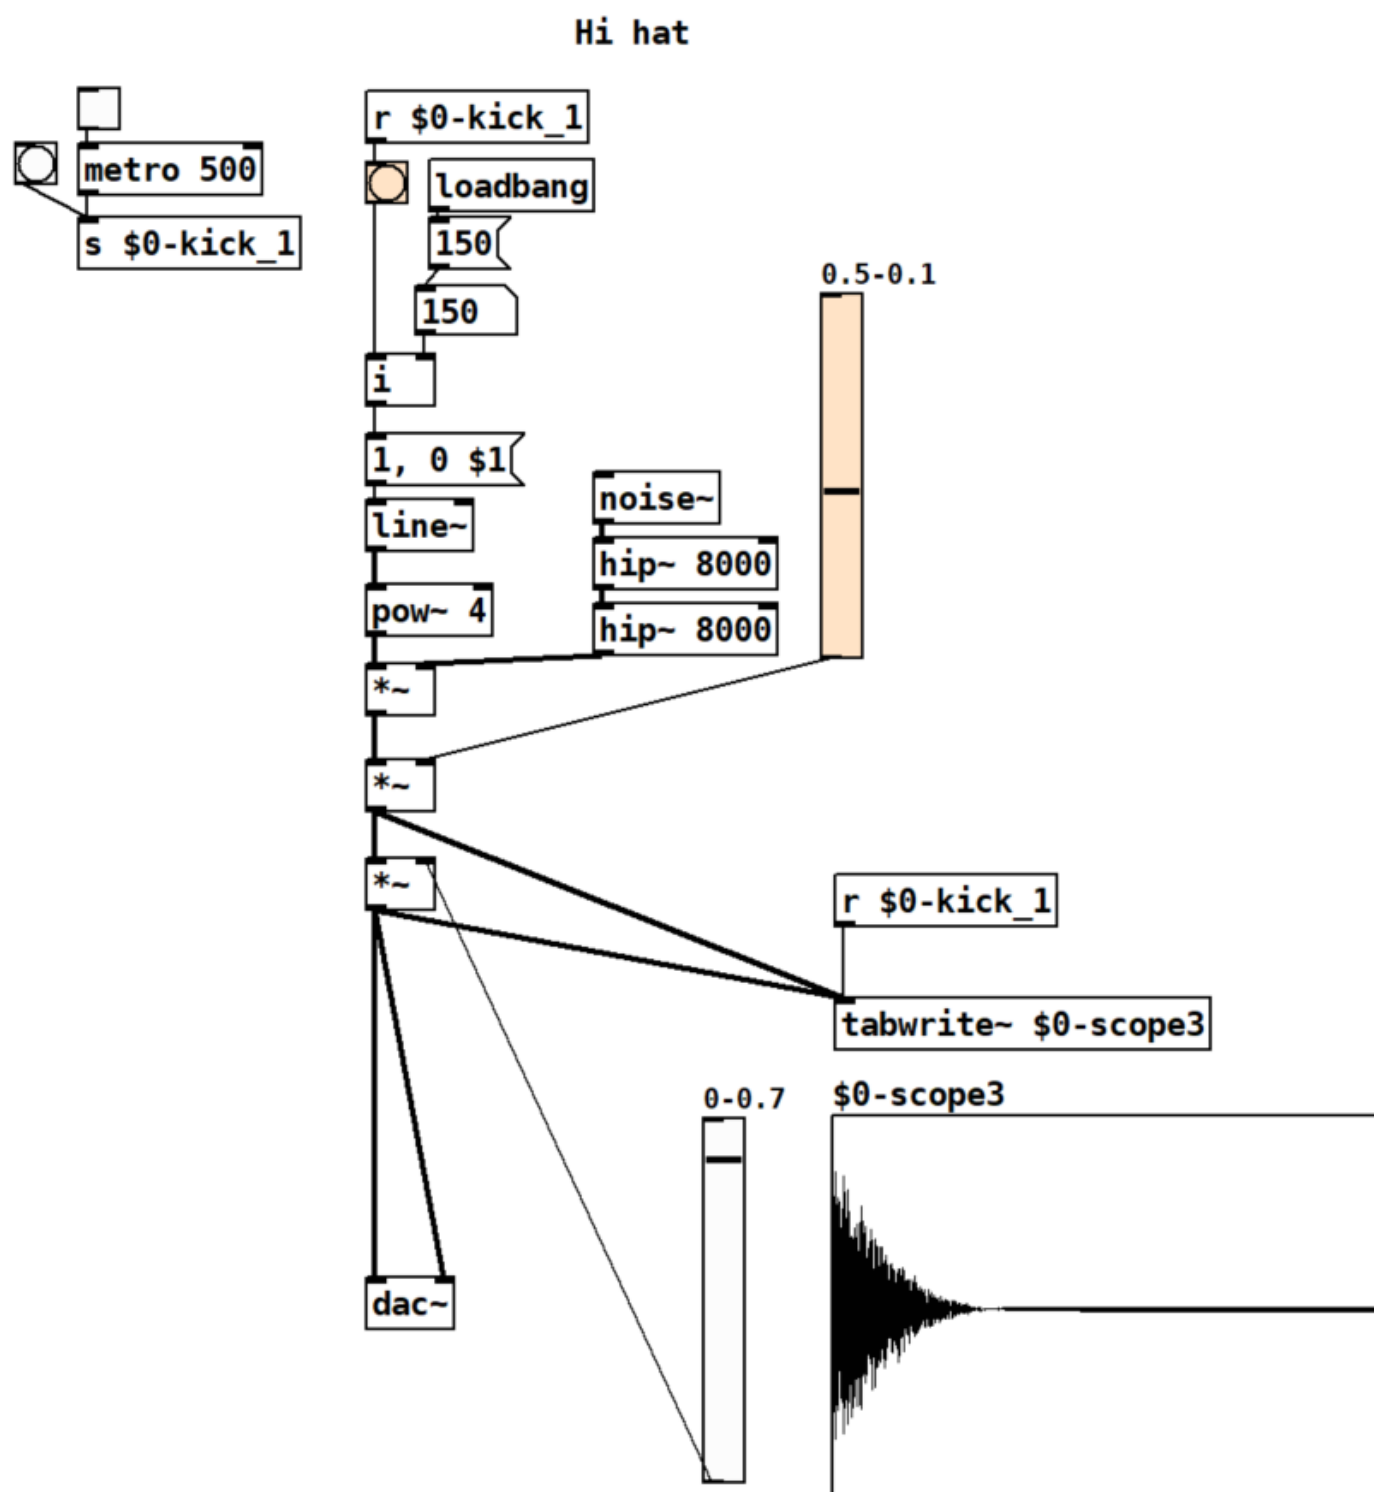 Hi hat
r $0-kick_1
metro 500
loadbang
s $0-kick_1
150
150
0.5-0.1
i
1, 0 $1
noise~
line~
hip~ 8000
pow~ 4
hip~ 8000
*~
*~
*~
r $0-kick_1
tabwrite~ $0-scope3
0-0.7
$0-scope3
dac~